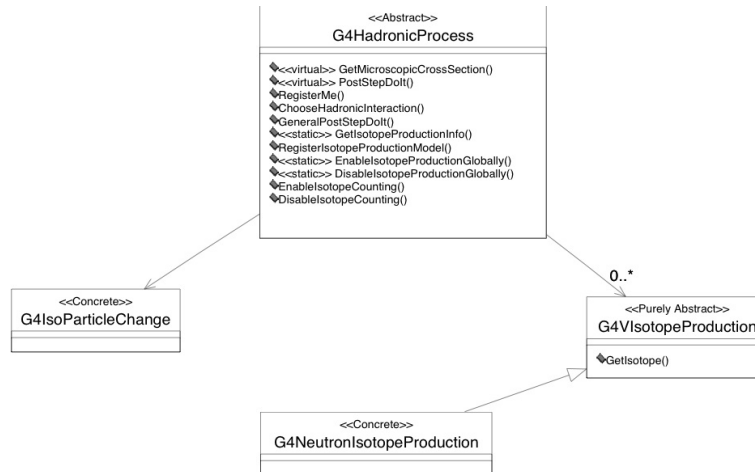 <<Abstract>>
G4HadronicProcess
<<virtual>> GetMicroscopicCrossSection()
<<virtual>> PostStepDoIt()
RegisterMe()
ChooseHadronicInteraction()
GeneralPostStepDoIt()
<<static>> GetIsotopeProductionInfo()
RegisterIsotopeProductionModel()
<<static>> EnableIsotopeProductionGlobally()
<<static>> DisableIsotopeProductionGlobally()
EnableIsotopeCounting()
DisableIsotopeCounting()
0..*
<<Concrete>>
G4IsoParticleChange
<<Purely Abstract>>
G4VIsotopeProduction
GetIsotope()
<<Concrete>>
G4NeutronIsotopeProduction